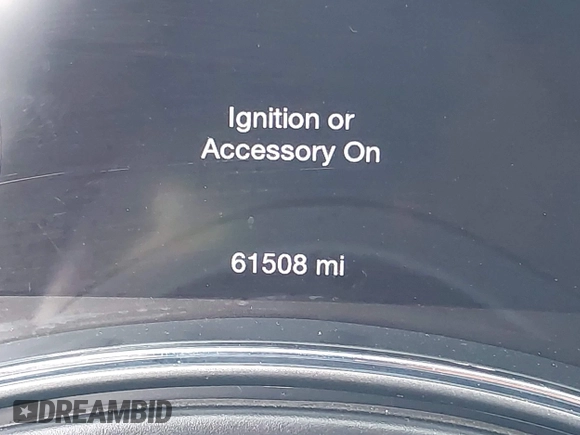 Ignition or
Accessory On
61508 mi
DREAMBID